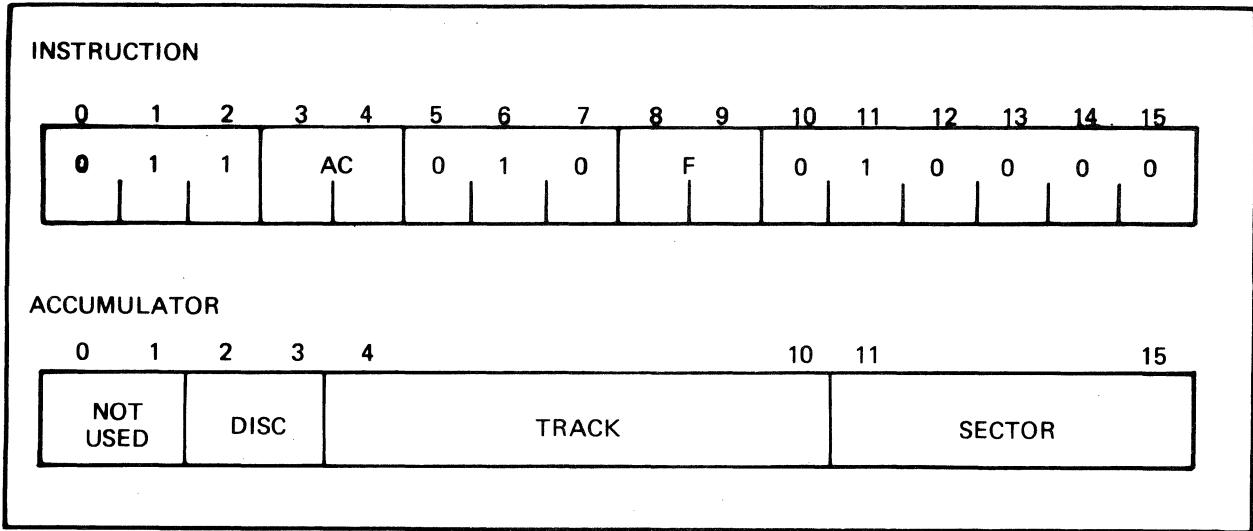 INSTRUCTION
0 1 2 3 4 5 6 7 8 9 10 11 12 13 14 15
0 1 1 AC 0 1 0 F 0 1 0 0 0 0
ACCUMULATOR
0 1 2 3 4 10 11 15
NOT USED DISC TRACK SECTOR